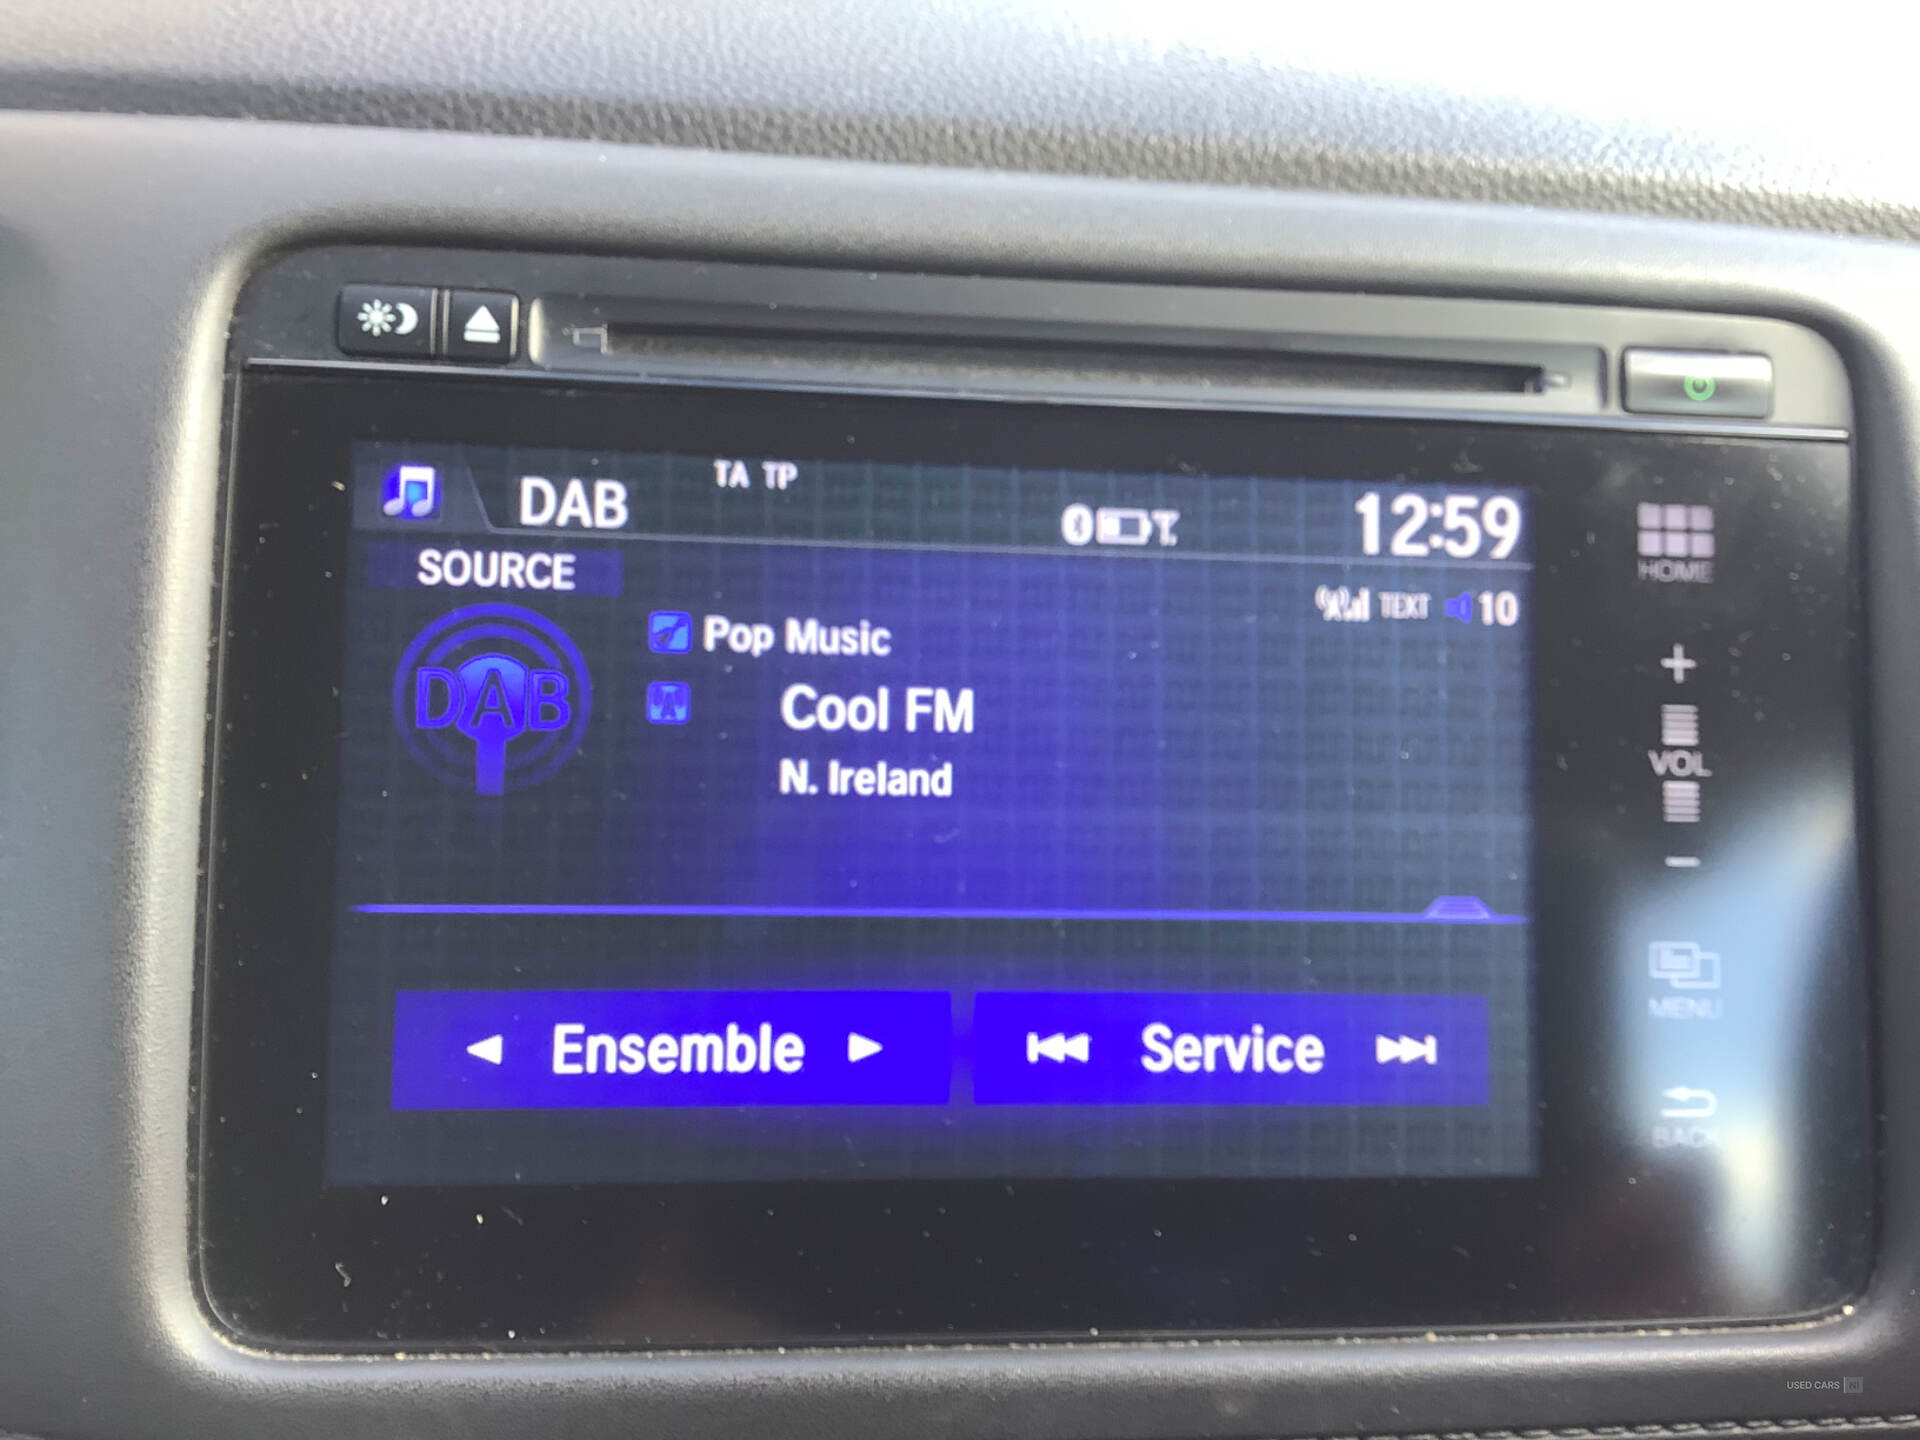 DAB
TA TP
12:59
HOME
SOURCE
TEXT 10
Pop Music
DAB
Cool FM
N. Ireland
+
VOL
-
MENU
BACK
Ensemble
Service
USED CARS NI